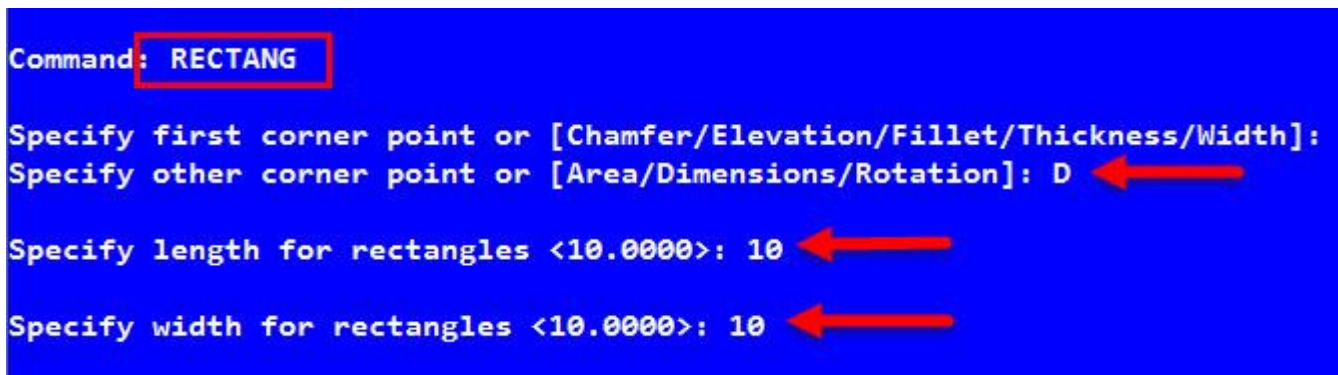 Command: RECTANG
Specify first corner point or [Chamfer/Elevation/Fillet/Thickness/Width]:
Specify other corner point or [Area/Dimensions/Rotation]: D
Specify length for rectangles <10.0000>: 10
Specify width for rectangles <10.0000>: 10